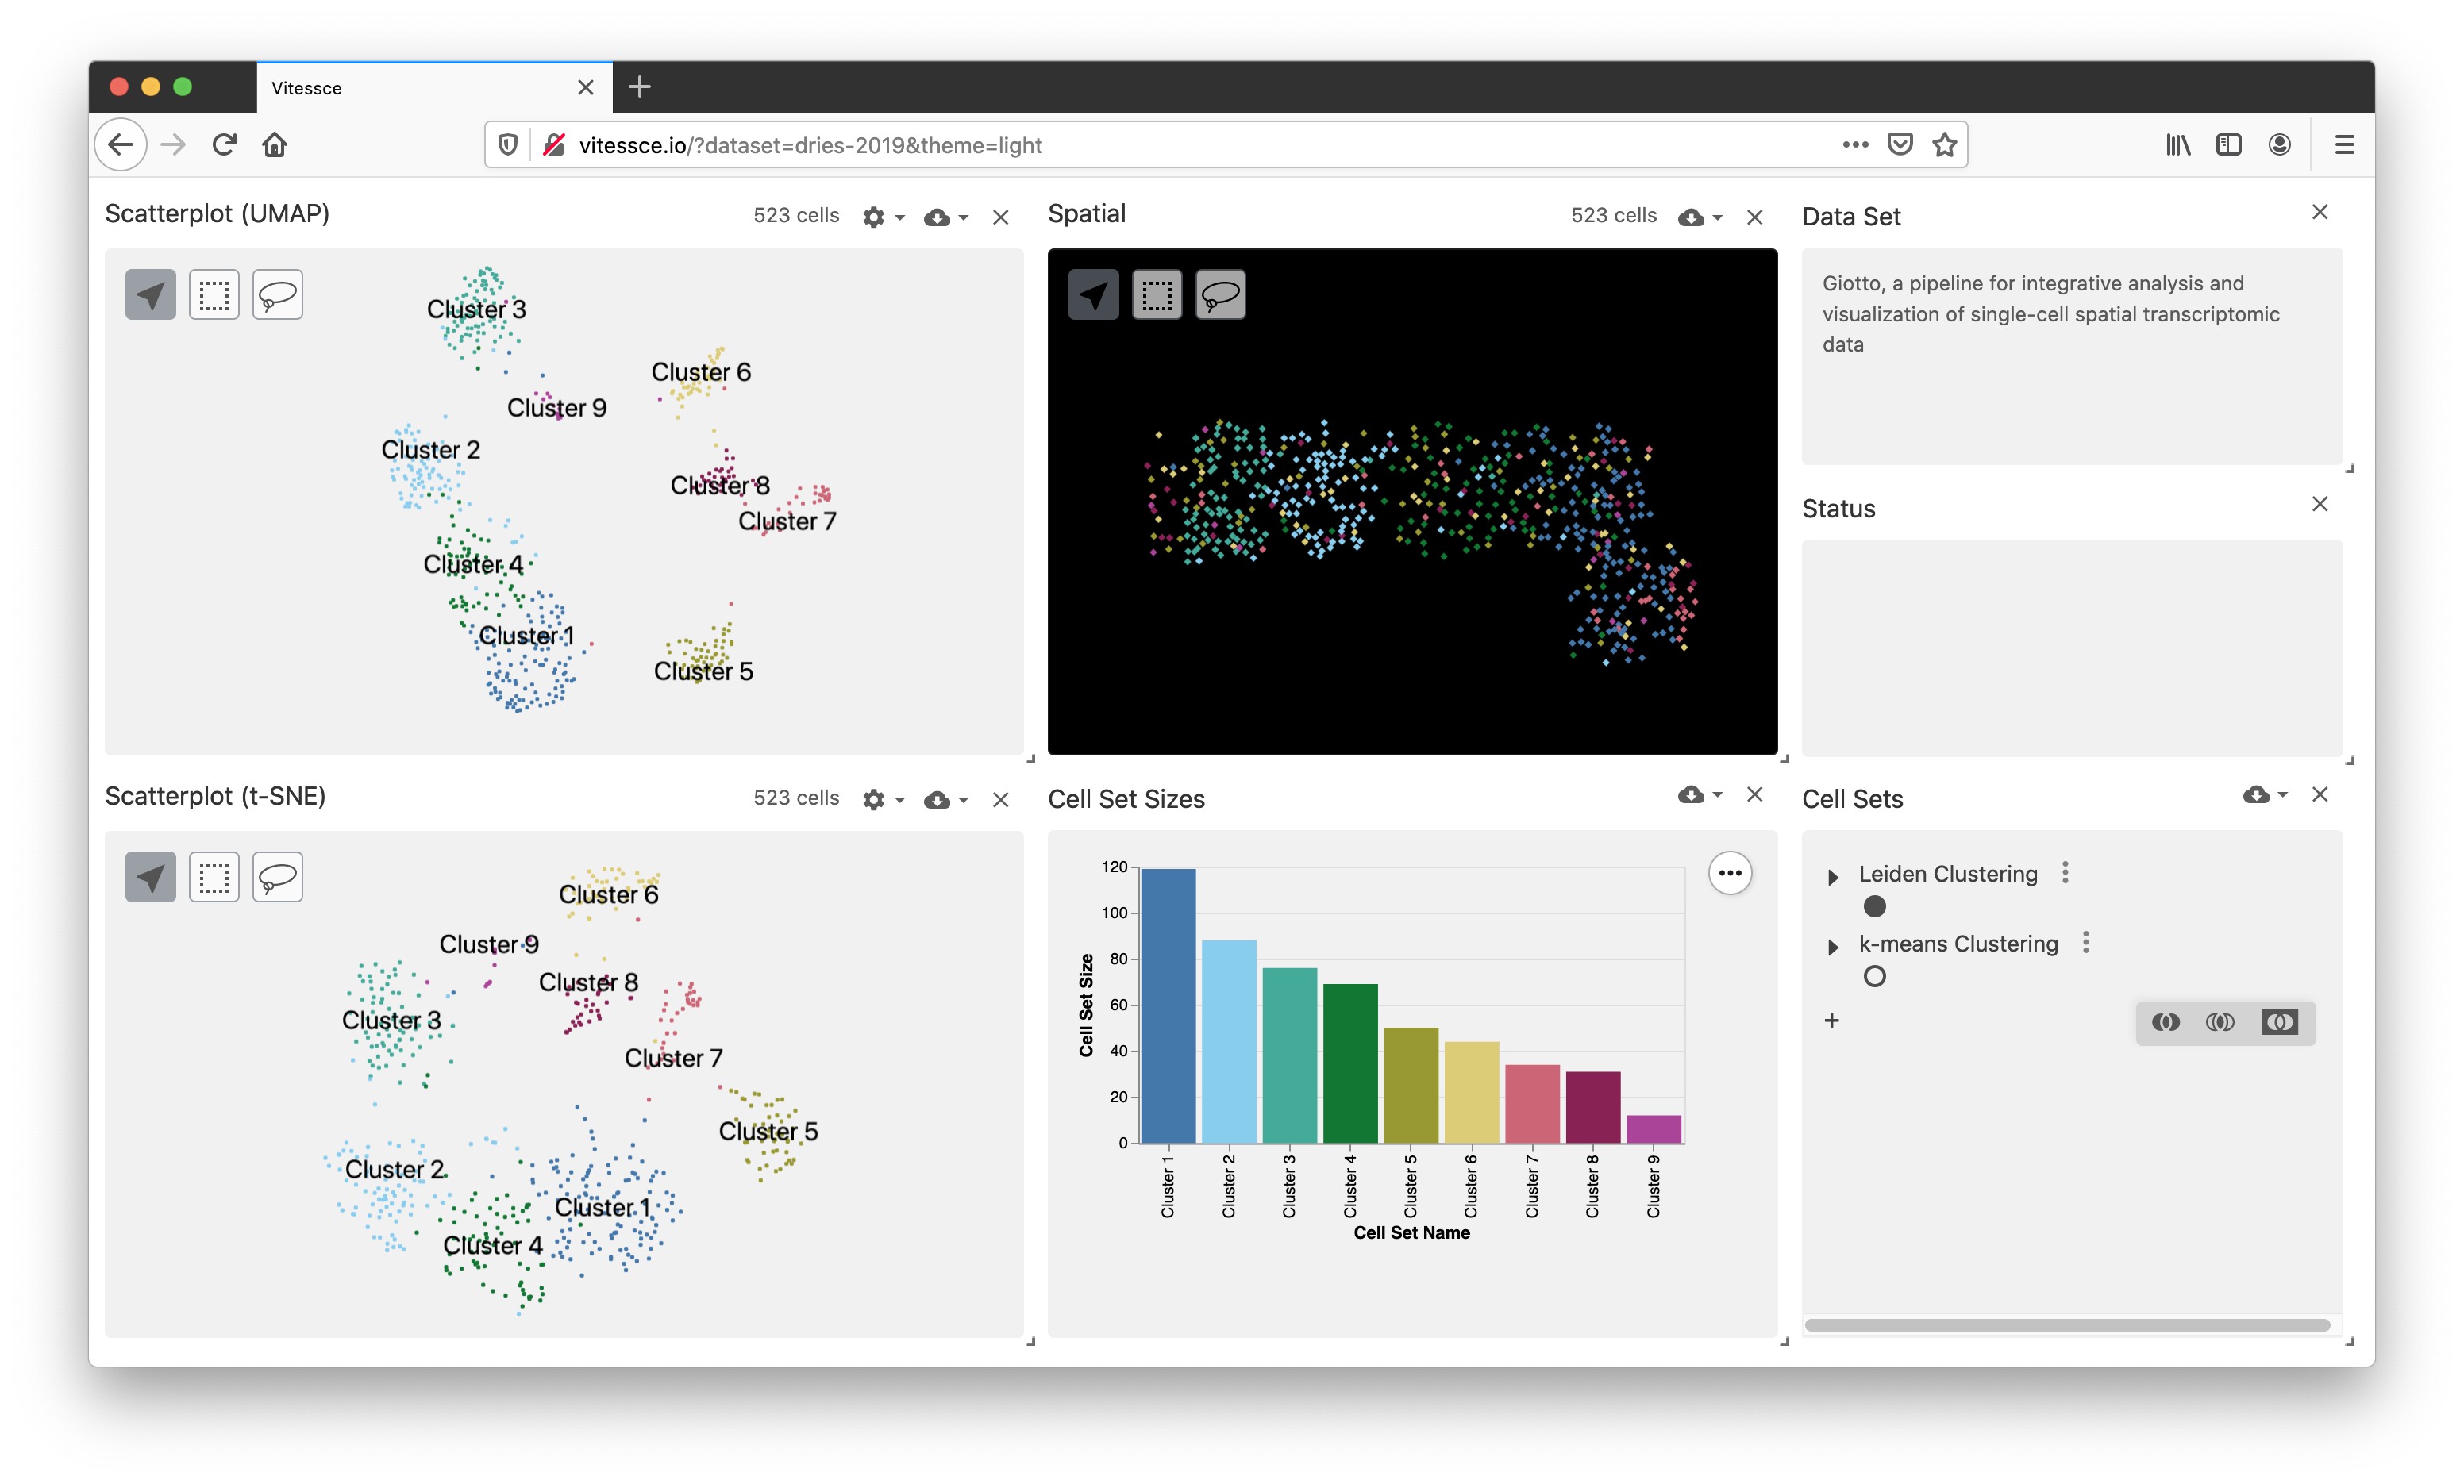 Vitessce
vitessce.io/?dataset=dries-2019&theme=light
Scatterplot (UMAP)
523 cells
Cluster 3
Cluster 6
Cluster 9
Cluster 2
Cluster 8
Cluster 7
Cluster 4
Cluster 1
Cluster 5
Spatial
523 cells
Data Set
Giotto, a pipeline for integrative analysis and
visualization of single-cell spatial transcriptomic
data
Status
Scatterplot (t-SNE)
523 cells
Cluster 6
Cluster 9
Cluster 8
Cluster 3
Cluster 7
Cluster 5
Cluster 2
Cluster 1
Cluster 4
Cell Set Sizes
120
100
80
60
40
20
0
Cell Set Size
Cluster 1
Cluster 2
Cluster 3
Cluster 4
Cluster 5
Cluster 6
Cluster 7
Cluster 8
Cluster 9
Cell Set Name
Cell Sets
Leiden Clustering
k-means Clustering